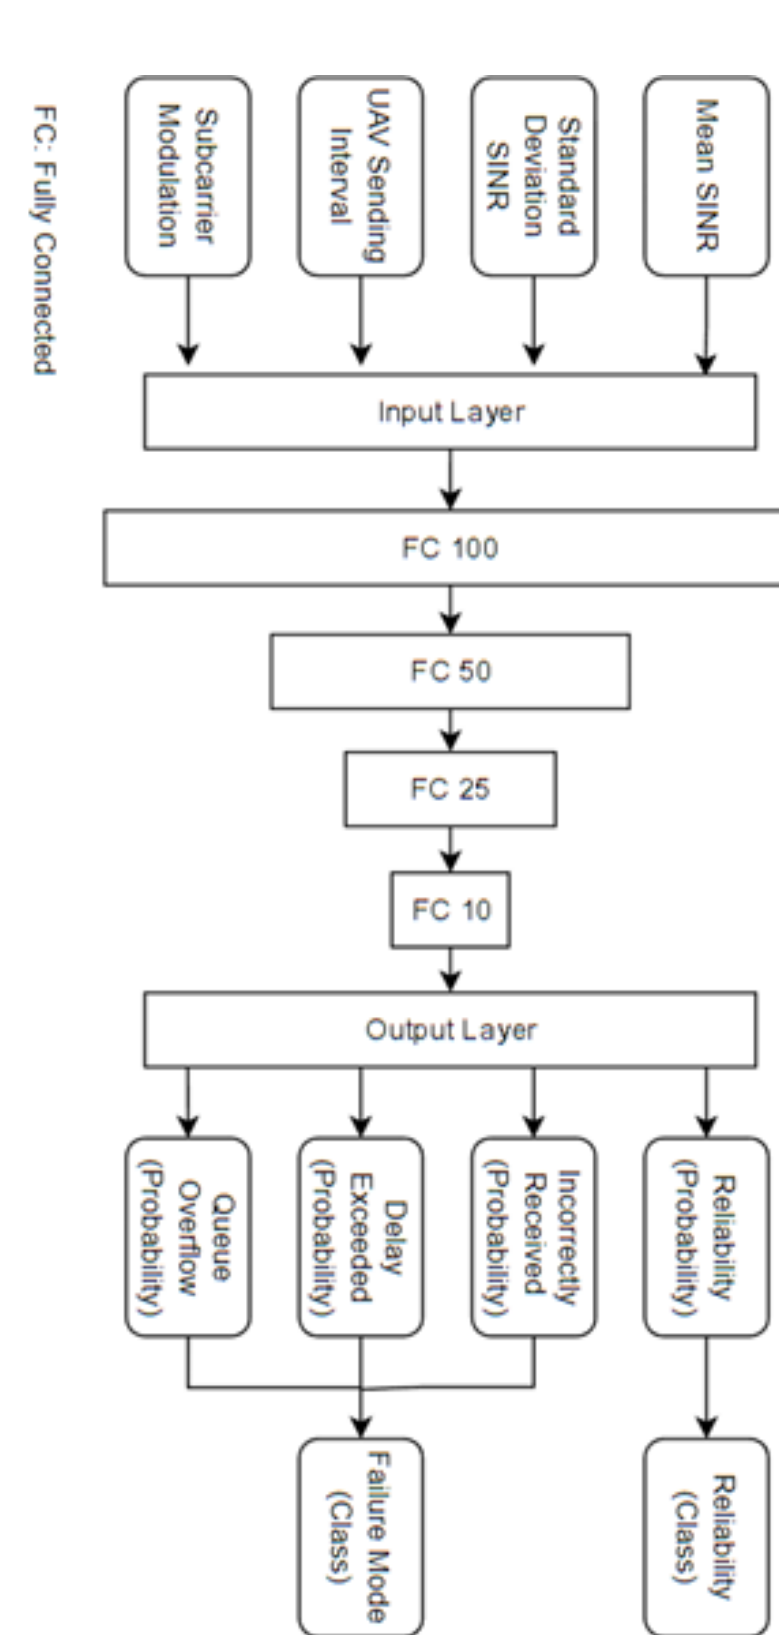 Mean SINR
Standard
Deviation
SINR
UAV Sending
Interval
Subcarrier
Modulation
Input Layer
FC 100
FC 50
FC 25
FC 10
Output Layer
Reliability
(Probability)
Incorrectly
Received
(Probability)
Delay
Exceeded
(Probability)
Queue
Overflow
(Probability)
Reliability
(Class)
Failure Mode
(Class)
FC: Fully Connected